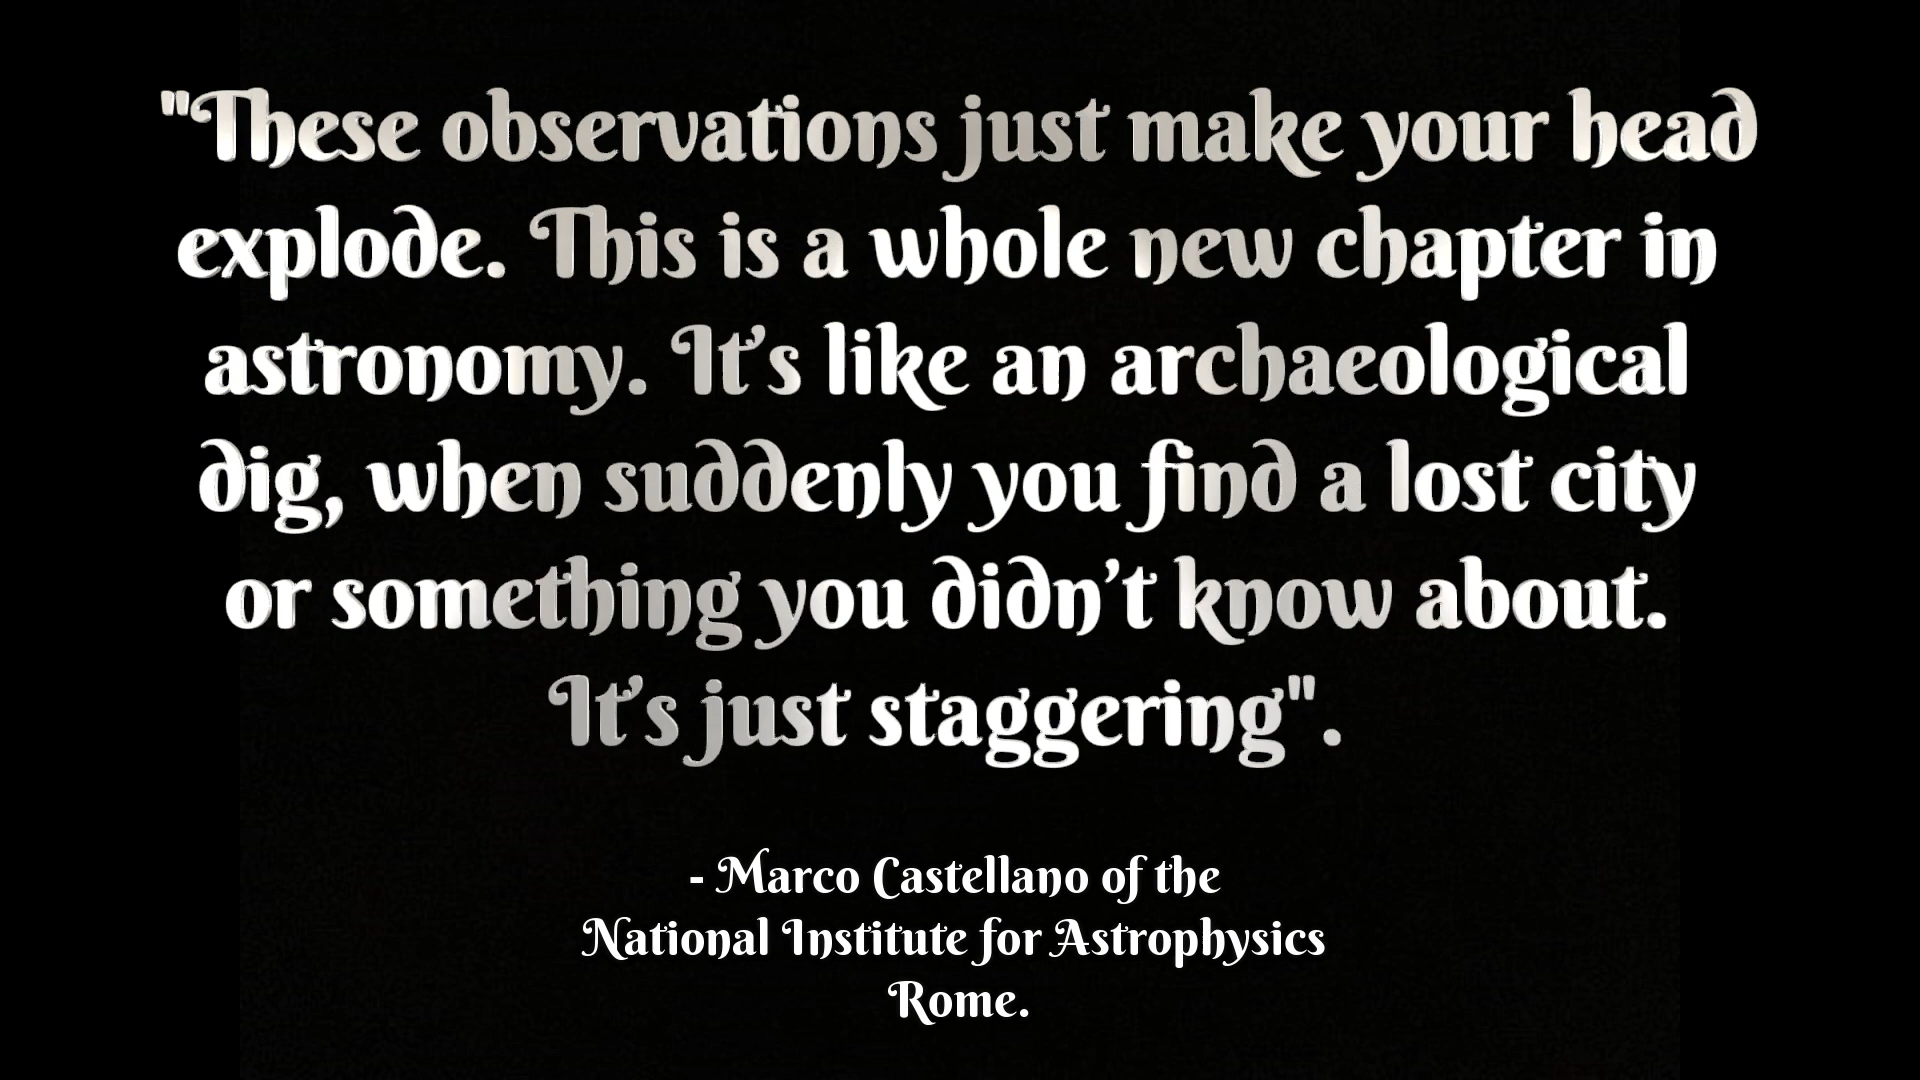 "These observations just make your head
explode. This is a whole new chapter in
astronomy. It’s like an archaeological
dig, when suddenly you find a lost city
or something you didn’t know about.
It’s just staggering".
- Marco Castellano of the
National Institute for Astrophysics
Rome.